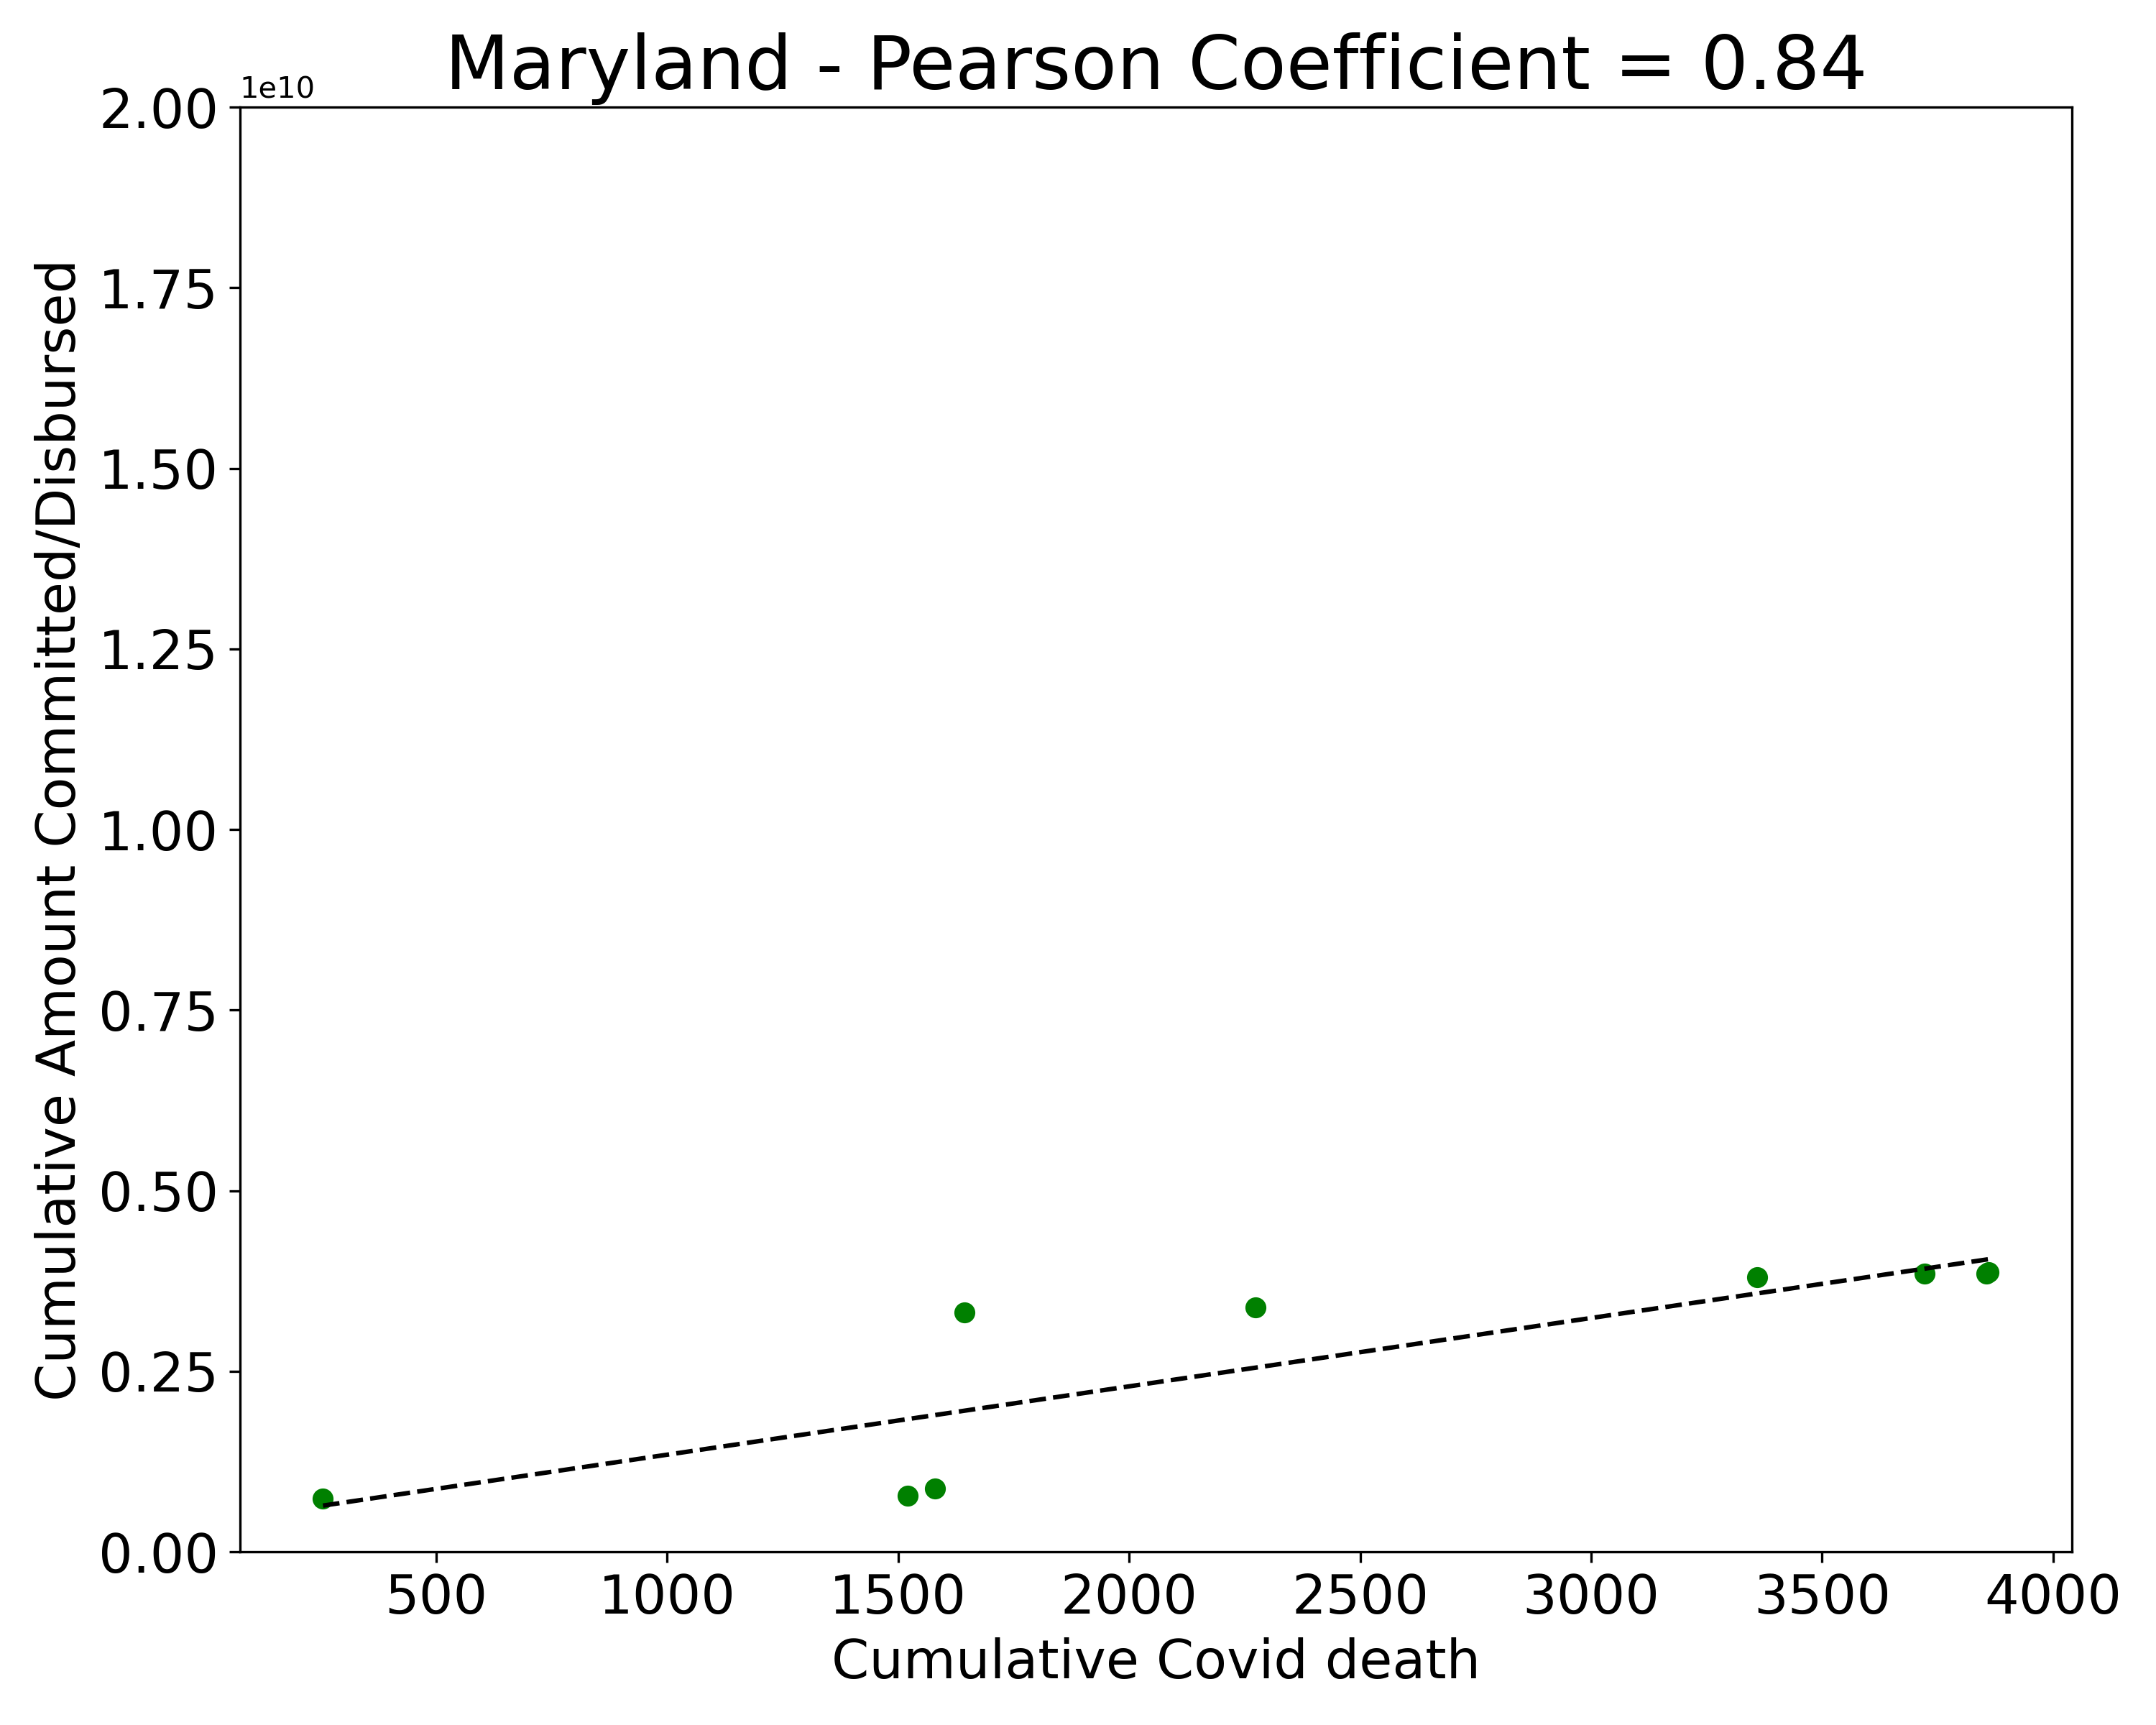 Maryland - Pearson Coefficient = 0.84
1e10
2.00
1.75
1.50
1.25
1.00
0.75
0.50
0.25
0.00
Cumulative Amount Committed/Disbursed
500 1000 1500 2000 2500 3000 3500 4000
Cumulative Covid death